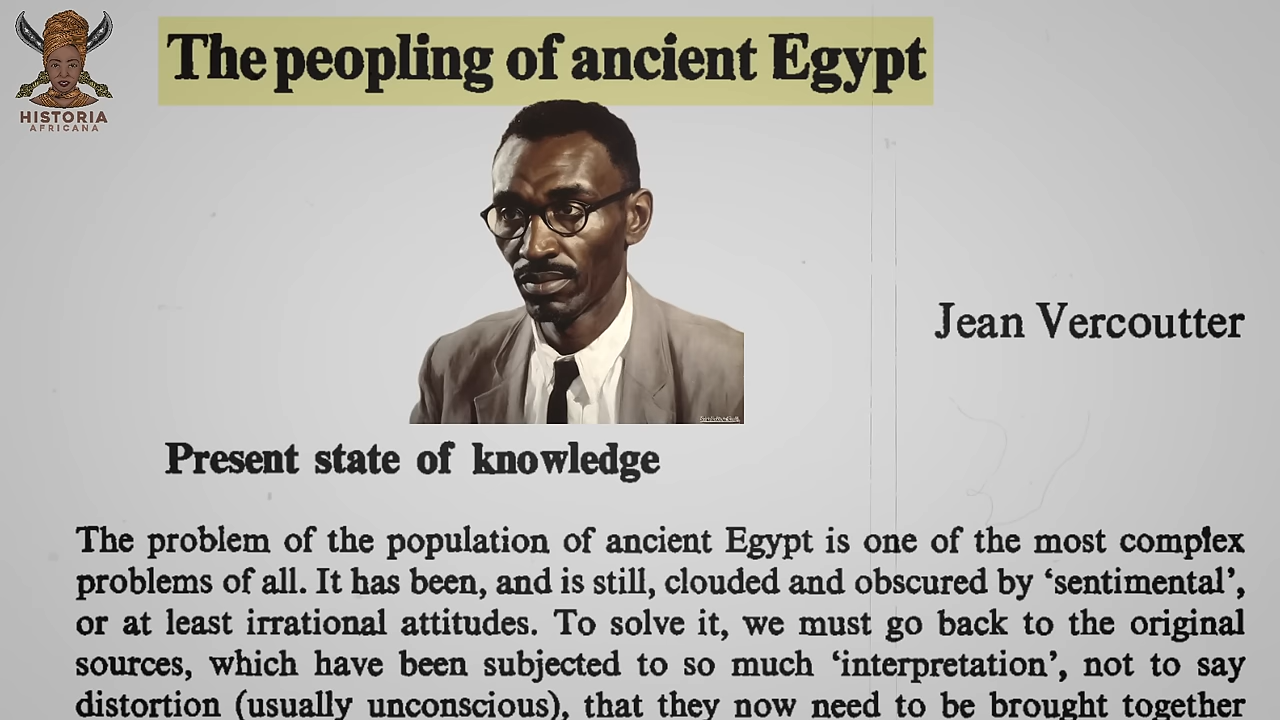 HISTORIA
AFRICANA
The peopling of ancient Egypt
Jean Vercoutter
Present state of knowledge
The problem of the population of ancient Egypt is one of the most complex
problems of all. It has been, and is still, clouded and obscured by ‘sentimental’,
or at least irrational attitudes. To solve it, we must go back to the original
sources, which have been subjected to so much ‘interpretation’, not to say
distortion (usually unconscious), that they now need to be brought together